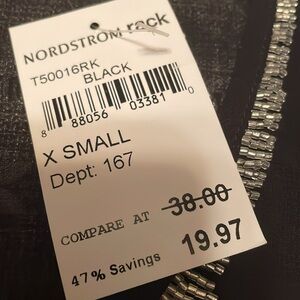 NORDSTROM rack
T50016RK
BLACK
8 88056 03381 0
X SMALL
Dept: 167
COMPARE AT 38.00
47% Savings 19.97